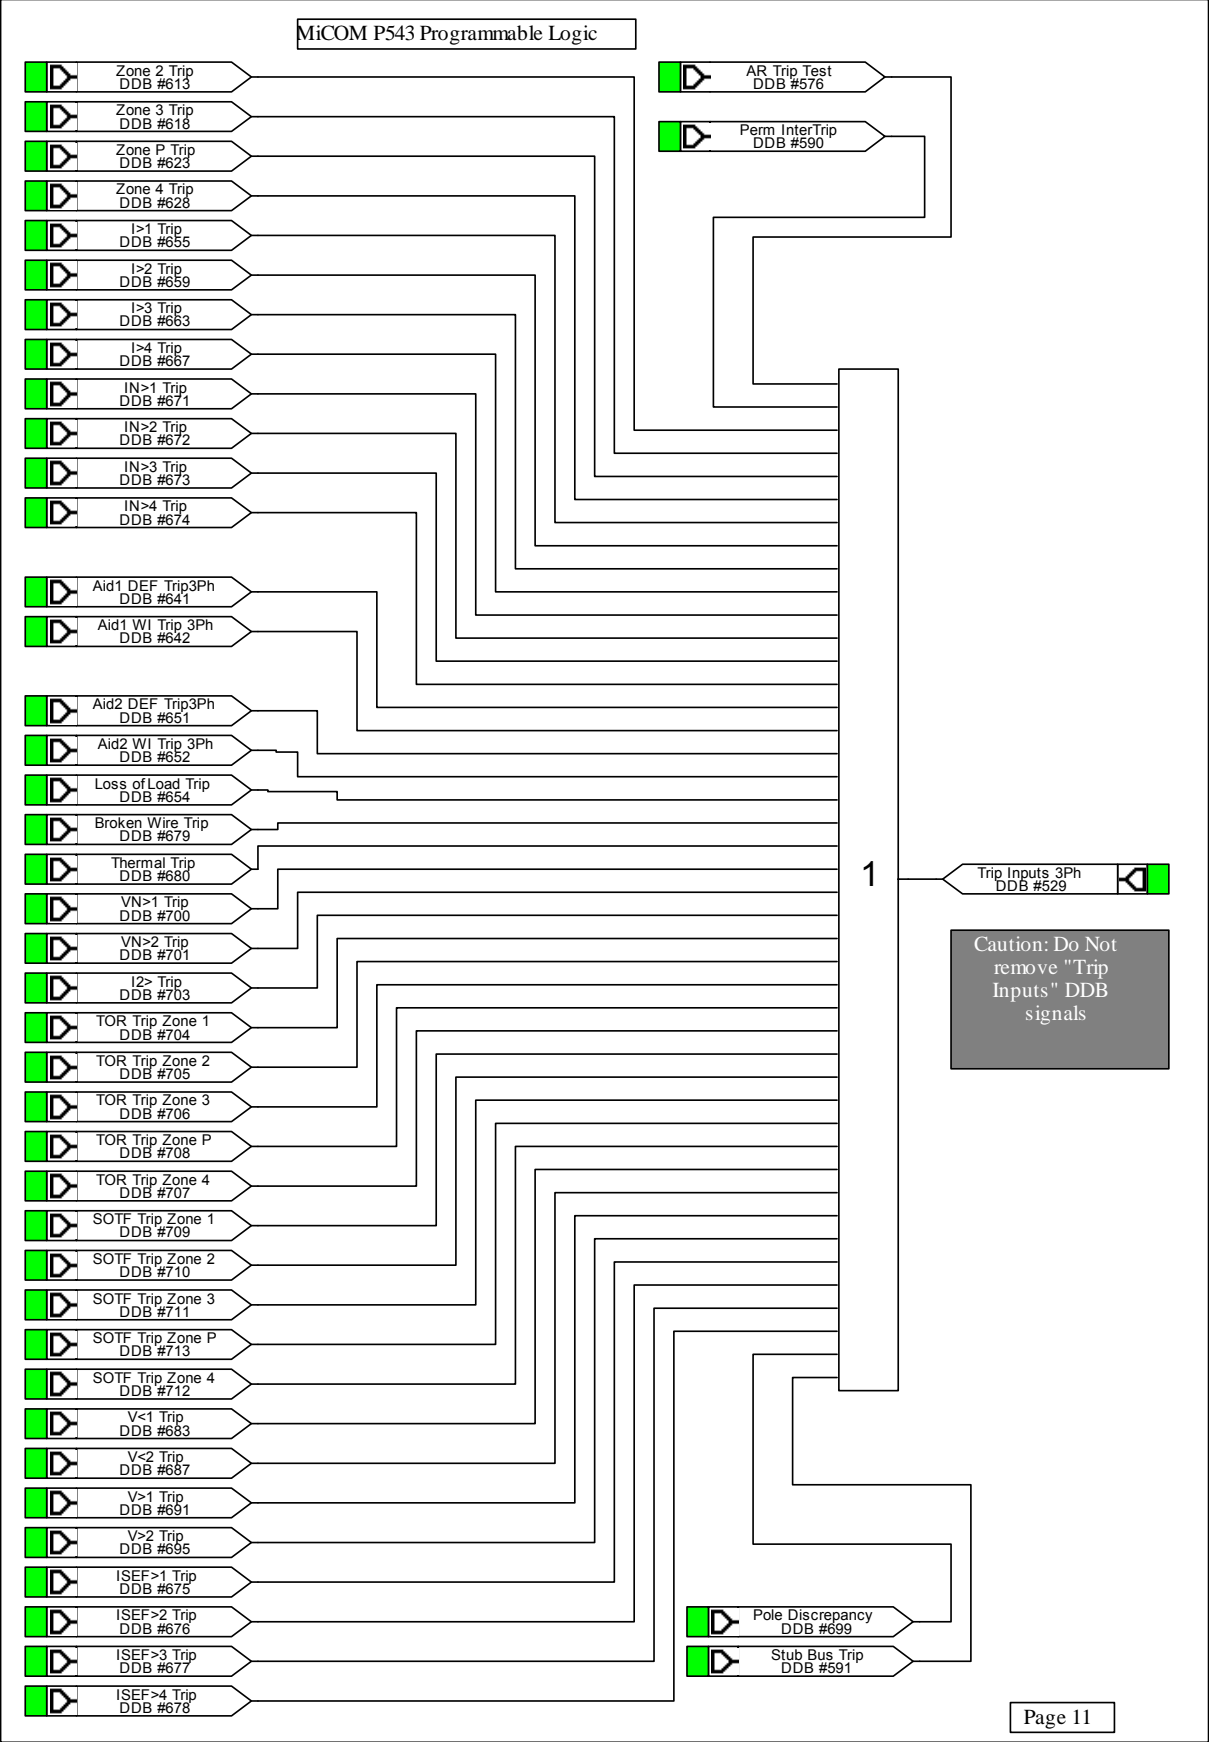 MiCOM P543 Programmable Logic
Zone 2 Trip
DDB #613
Zone 3 Trip
DDB #618
Zone P Trip
DDB #623
Zone 4 Trip
DDB #628
I>1 Trip
DDB #655
I>2 Trip
DDB #659
I>3 Trip
DDB #663
I>4 Trip
DDB #667
IN>1 Trip
DDB #671
IN>2 Trip
DDB #672
IN>3 Trip
DDB #673
IN>4 Trip
DDB #674
Aid1 DEF Trip3Ph
DDB #641
Aid1 WI Trip 3Ph
DDB #642
Aid2 DEF Trip3Ph
DDB #651
Aid2 WI Trip 3Ph
DDB #652
Loss of Load Trip
DDB #654
Broken Wire Trip
DDB #679
Thermal Trip
DDB #680
VN>1 Trip
DDB #700
VN>2 Trip
DDB #701
I2> Trip
DDB #703
TOR Trip Zone 1
DDB #704
TOR Trip Zone 2
DDB #705
TOR Trip Zone 3
DDB #706
TOR Trip Zone P
DDB #708
TOR Trip Zone 4
DDB #707
SOTF Trip Zone 1
DDB #709
SOTF Trip Zone 2
DDB #710
SOTF Trip Zone 3
DDB #711
SOTF Trip Zone P
DDB #713
SOTF Trip Zone 4
DDB #712
V<1 Trip
DDB #683
V<2 Trip
DDB #687
V>1 Trip
DDB #691
V>2 Trip
DDB #695
ISEF>1 Trip
DDB #675
ISEF>2 Trip
DDB #676
ISEF>3 Trip
DDB #677
ISEF>4 Trip
DDB #678
AR Trip Test
DDB #576
Perm InterTrip
DDB #590
1
Trip Inputs 3Ph
DDB #529
Caution: Do Not
remove "Trip
Inputs" DDB
signals
Pole Discrepancy
DDB #699
Stub Bus Trip
DDB #591
Page 11